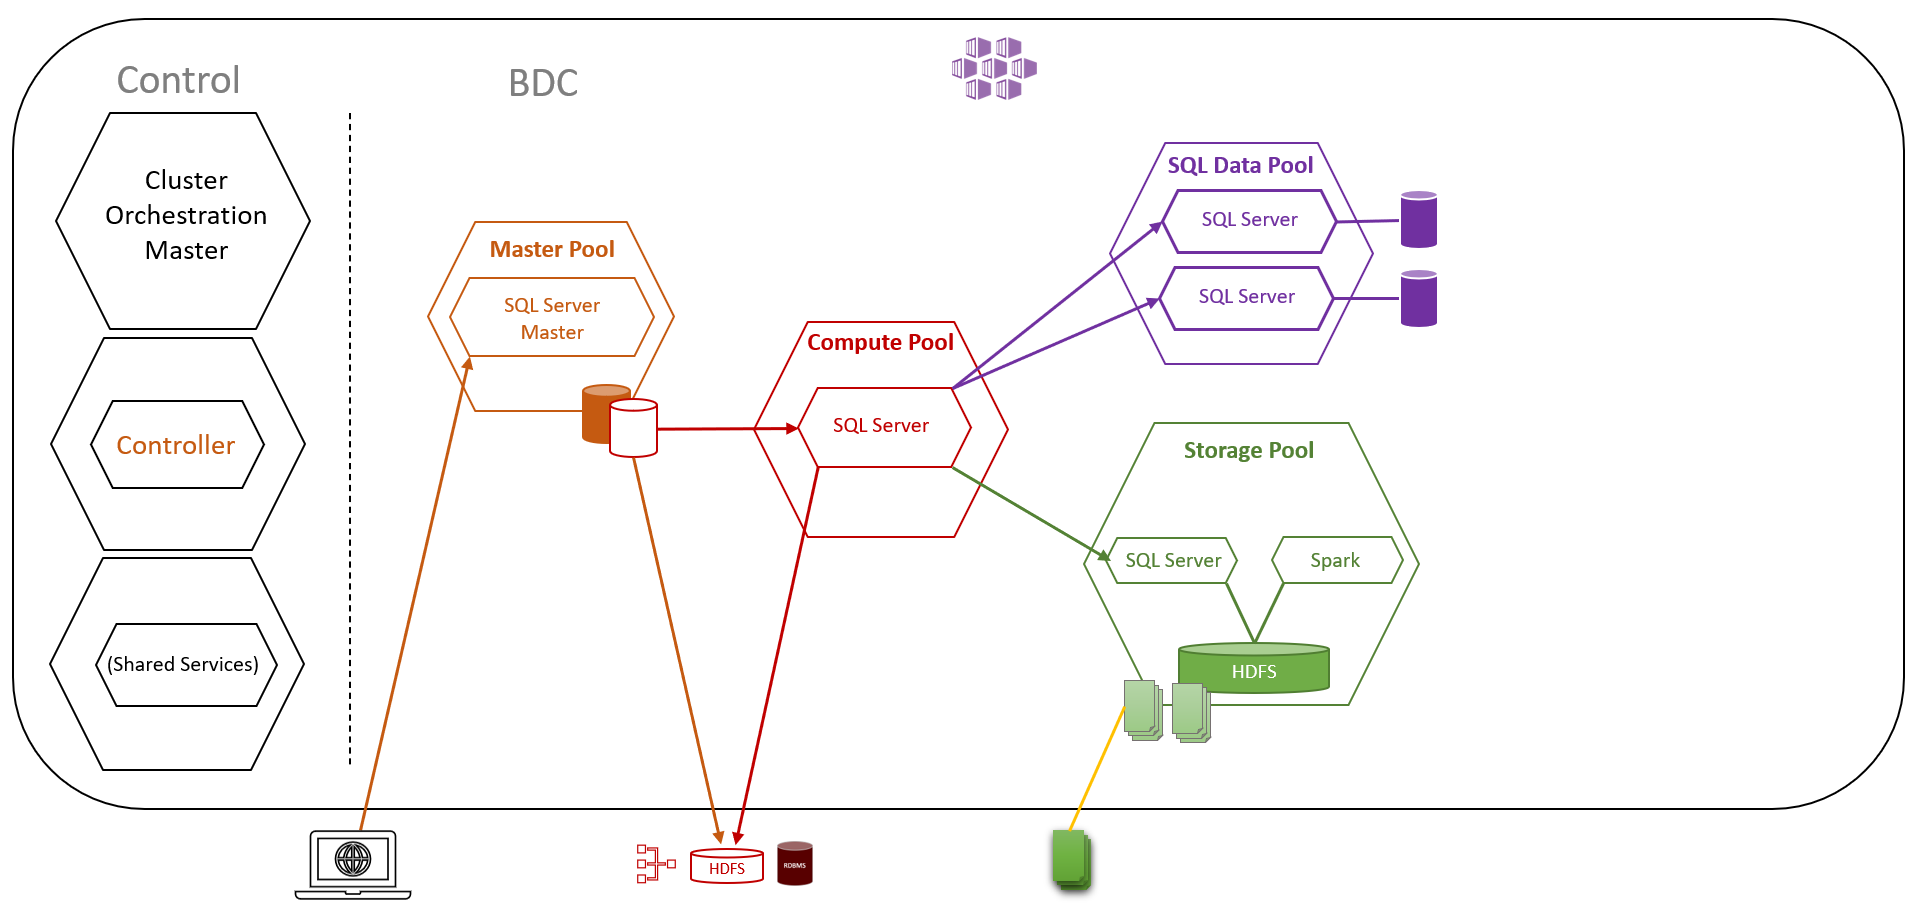 Control
BDC
Cluster
Orchestration
Master
Controller
(Shared Services)
Master Pool
SQL Server
Master
Compute Pool
SQL Server
SQL Data Pool
SQL Server
SQL Server
Storage Pool
SQL Server
Spark
HDFS
HDFS
RDBMS